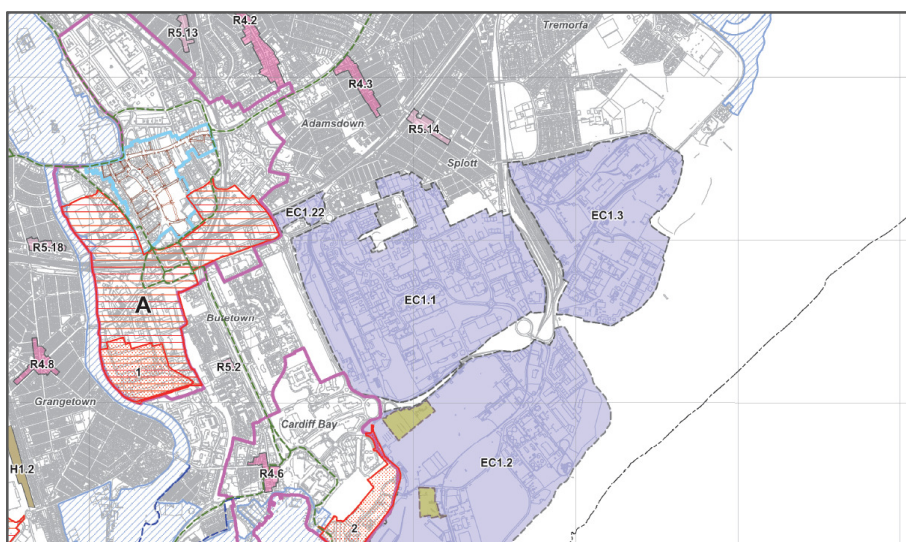 R5.13
R4.2
Tremorfa
R4.3
Adamsdown
R5.14
Splott
EC1.22
EC1.3
R5.18
EC1.1
A
Butetown
R4.8
1
R5.2
Grangetown
Cardiff Bay
H1.2
R4.6
EC1.2
2